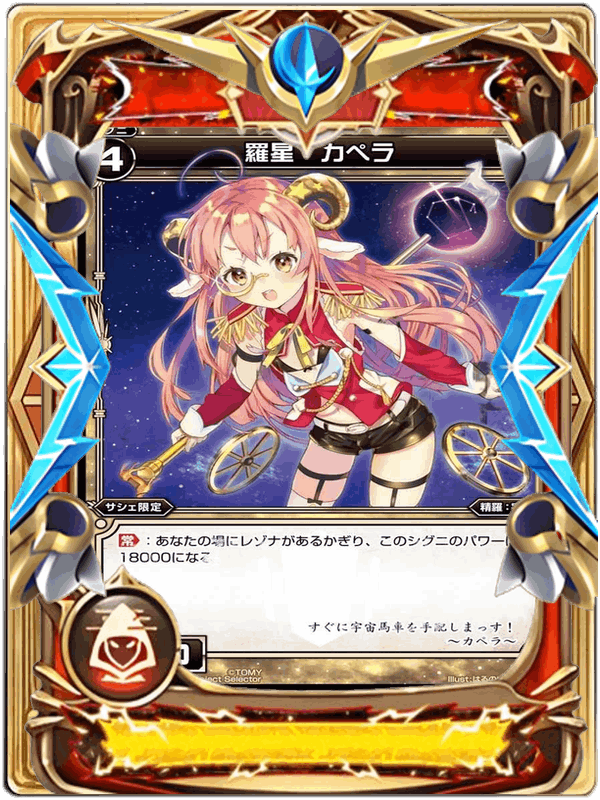 4
羅星 カペラ
サシェ限定
精羅:
常:あなたの場にレゾナがあるかぎり、このシグニのパワーは
18000になる
すぐに宇宙馬車を手配しまっす!
～カペラ～
©TOMY
ject Selector
Illust:はるの